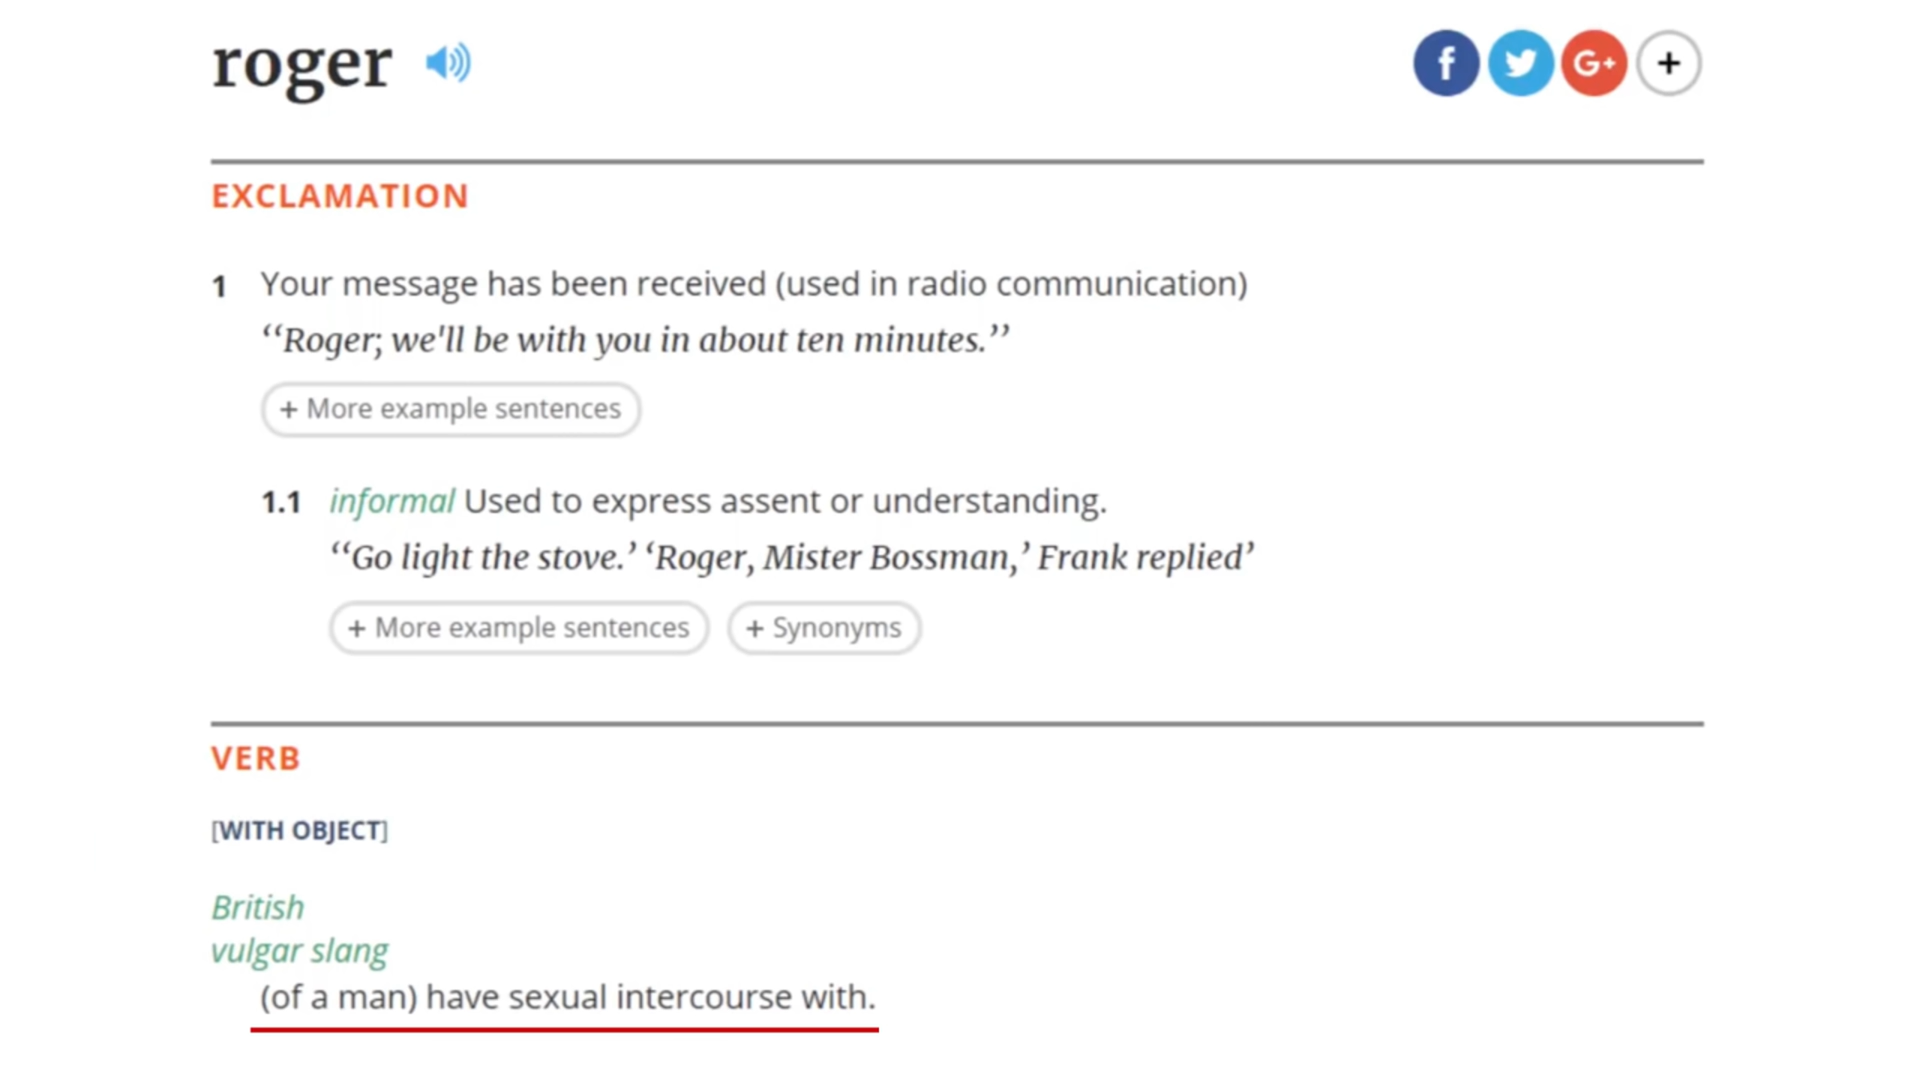 roger
f G+ +
EXCLAMATION
1 Your message has been received (used in radio communication)
‘‘Roger; we'll be with you in about ten minutes.’’
+ More example sentences
1.1 informal Used to express assent or understanding.
‘‘Go light the stove.’ ‘Roger, Mister Bossman,’ Frank replied’
+ More example sentences + Synonyms
VERB
[WITH OBJECT]
British
vulgar slang
(of a man) have sexual intercourse with.